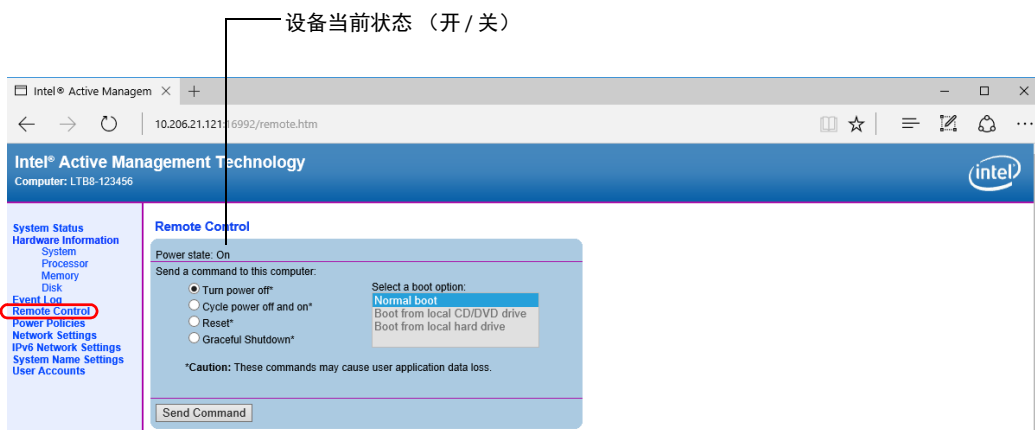 设备当前状态 （开 / 关）
Intel® Active Managem
10.206.21.121:16992/remote.htm
Intel® Active Management Technology
Computer: LTB8-123456
intel
System Status
Hardware Information
System
Processor
Memory
Disk
Event Log
Remote Control
Power Policies
Network Settings
IPv6 Network Settings
System Name Settings
User Accounts
Remote Control
Power state: On
Send a command to this computer:
Turn power off*
Cycle power off and on*
Reset*
Graceful Shutdown*
Select a boot option:
Normal boot
Boot from local CD/DVD drive
Boot from local hard drive
*Caution: These commands may cause user application data loss.
Send Command